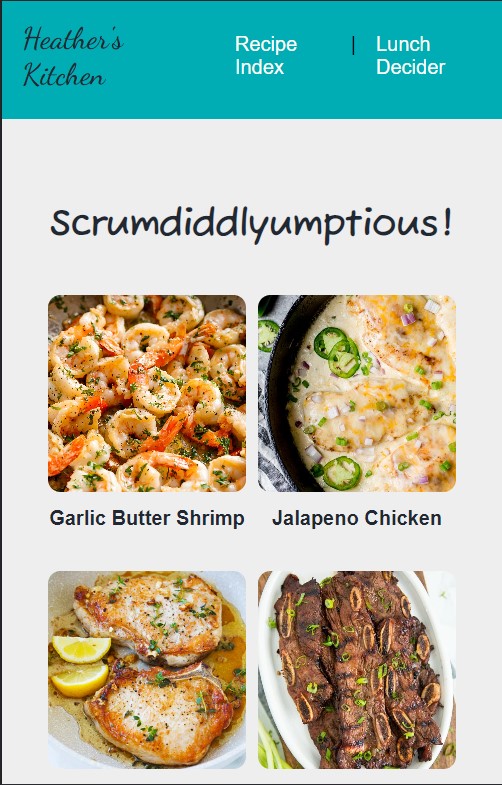 Heather's
Kitchen
Recipe
Index
|
Lunch
Decider
Scrumdiddlyumptious!
Garlic Butter Shrimp
Jalapeno Chicken